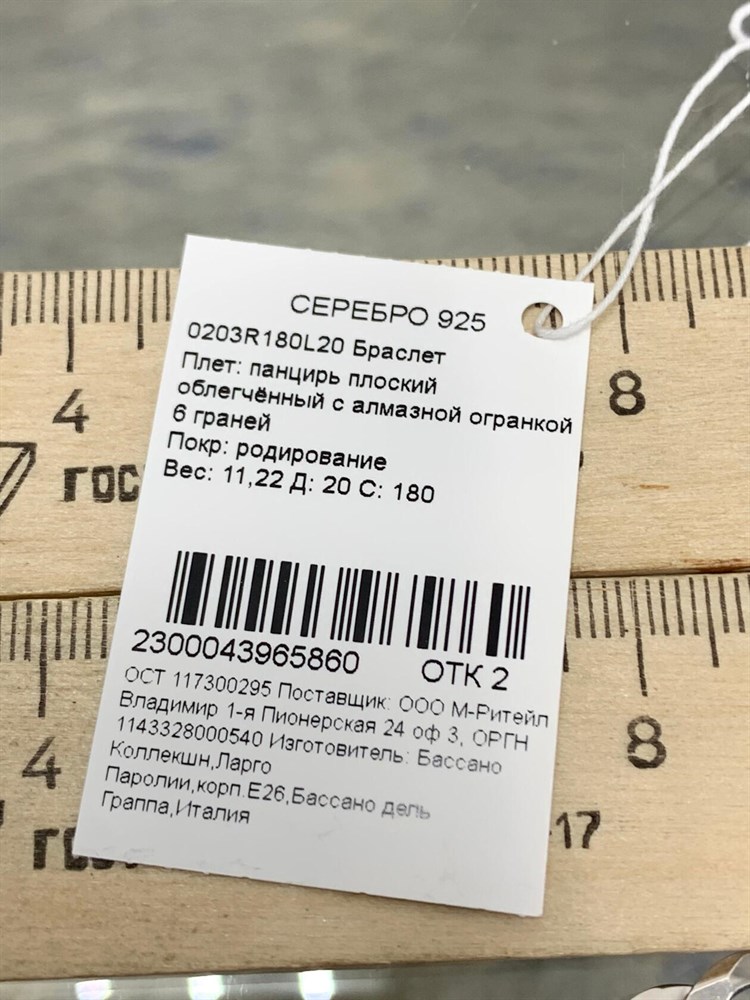 СЕРЕБРО 925
0203R180L20 Браслет
Плет: панцирь плоский
облегчённый с алмазной огранкой
6 граней
Покр: родирование
Вес: 11,22 Д: 20 С: 180
2300043965860 ОТК 2
ОСТ 117300295 Поставщик: ООО М-Ритейл
Владимир 1-я Пионерская 24 оф 3, ОРГН
1143328000540 Изготовитель: Бассано
Коллекшн,Ларго
Паролии,корп.Е26,Бассано дель
Граппа,Италия
4 8
ГОС
4 8
-17